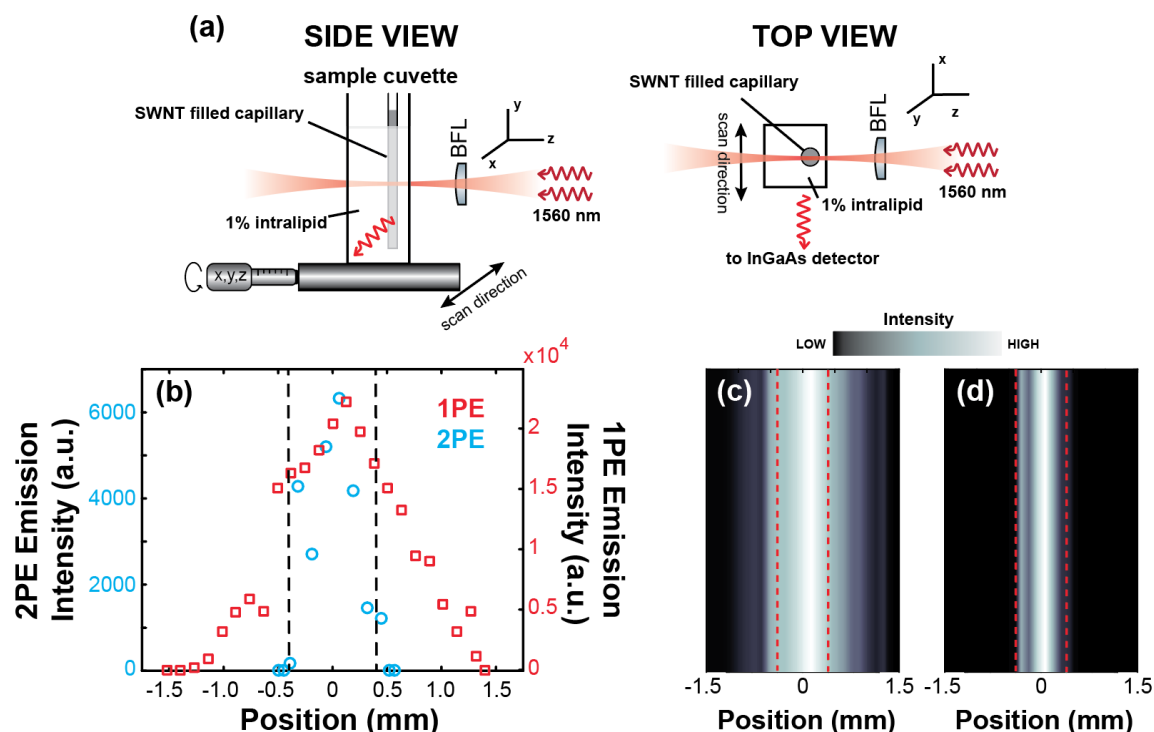 (a)
SIDE VIEW
sample cuvette
SWNT filled capillary
BFL
y
z
x
1560 nm
1% intralipid
x,y,z
scan direction
TOP VIEW
SWNT filled capillary
BFL
x
z
y
scan direction
1560 nm
1% intralipid
to InGaAs detector
(b)
x10⁴
1PE
2PE
2PE Emission
Intensity (a.u.)
6000
4000
2000
0
1PE Emission
Intensity (a.u.)
2
1.5
1
0.5
0
-1.5 -1.0 -0.5 0 0.5 1.0 1.5
Position (mm)
Intensity
LOW HIGH
(c)
-1.5 0 1.5
Position (mm)
(d)
-1.5 0 1.5
Position (mm)